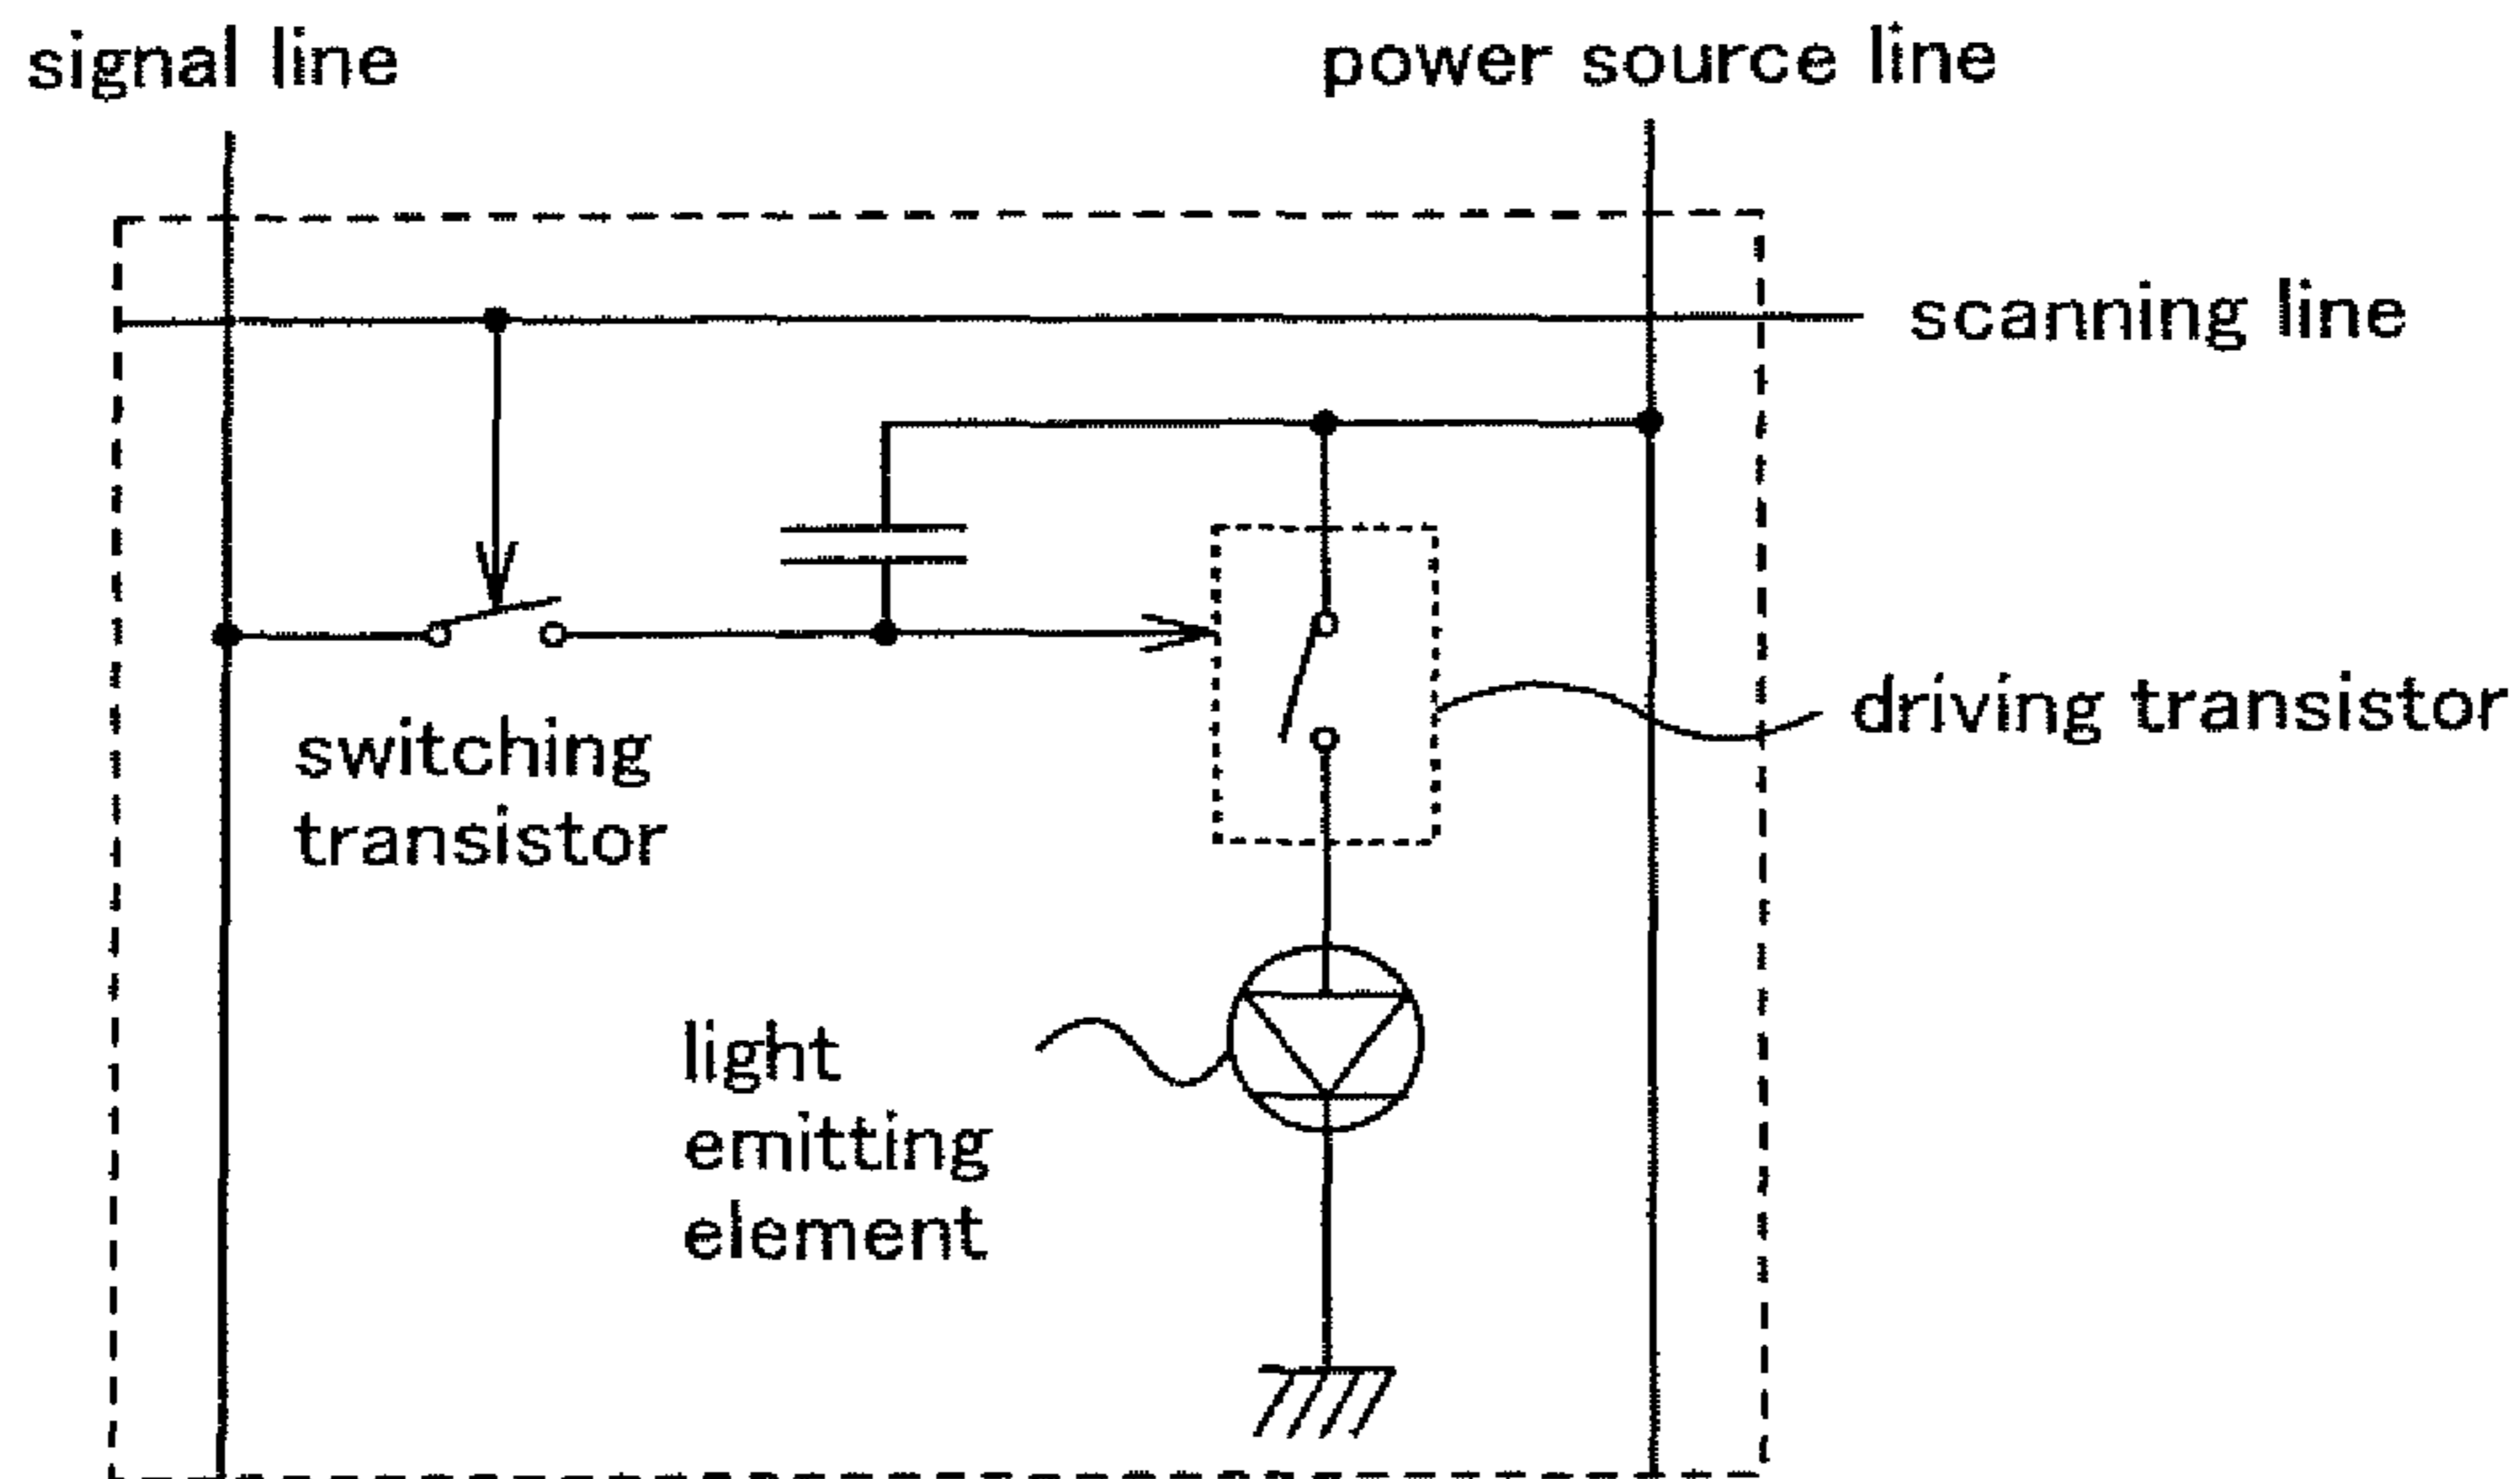 signal line
power source line
scanning line
driving transistor
switching
transistor
light
emitting
element